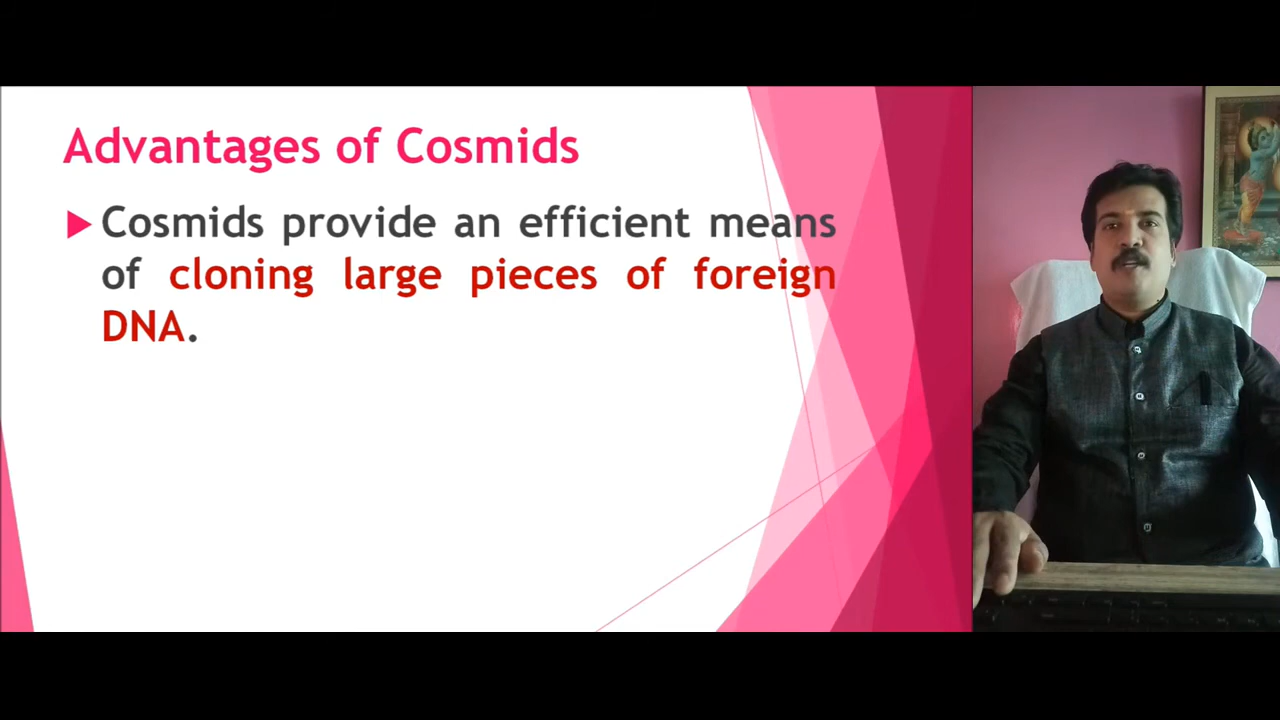 Advantages of Cosmids
Cosmids provide an efficient means
of cloning large pieces of foreign
DNA.